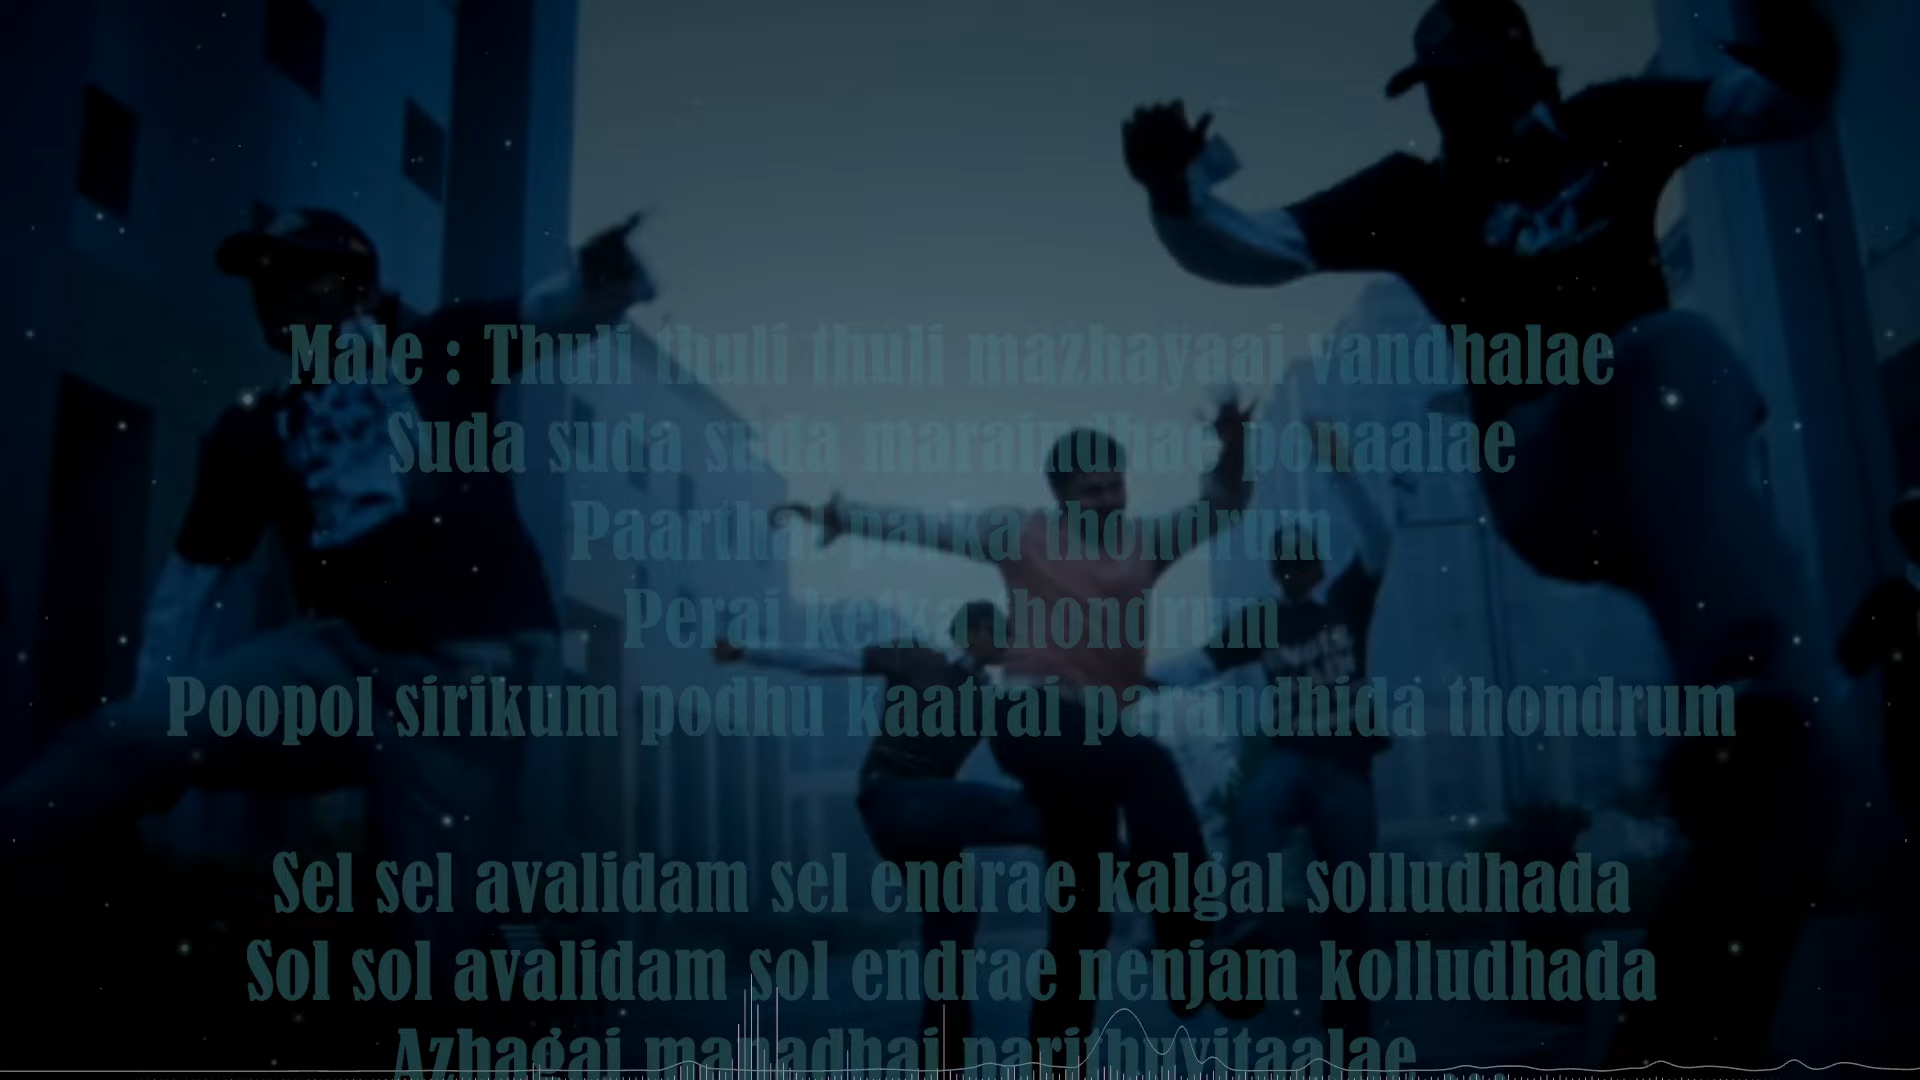 Male : Thuli thuli thuli mazhayaai vandhalae
Suda suda suda maraindhae ponaalae
Paarthal parka thondrum
Perai ketka thondrum
Poopol sirikum podhu kaatrai parandhida thondrum
Sel sel avalidam sel endrae kalgal solludhada
Sol sol avalidam sol endrae nenjam kolludhada
Azhagai manadhai parithuvitaalae